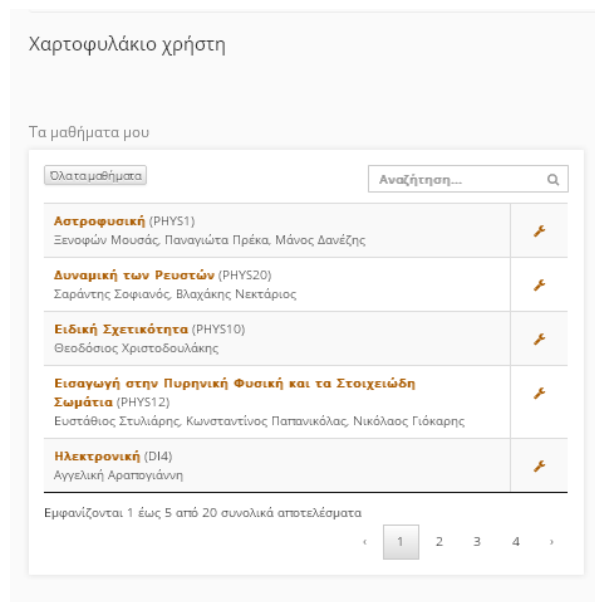 Χαρτοφυλάκιο χρήστη
Τα μαθήματα μου
Όλα τα μαθήματα
Αναζήτηση...
Αστροφυσική (PHYS1)
Ξενοφών Μουσάς, Παναγιώτα Πρέκα, Μάνος Δανέζης
Δυναμική των Ρευστών (PHYS20)
Σαράντης Σοφιανός, Βλαχάκης Νεκτάριος
Ειδική Σχετικότητα (PHYS10)
Θεοδόσιος Χριστοδουλάκης
Εισαγωγή στην Πυρηνική Φυσική και τα Στοιχειώδη
Σωμάτια (PHYS12)
Ευστάθιος Στυλιάρης, Κωνσταντίνος Παπανικόλας, Νικόλαος Γιόκαρης
Ηλεκτρονική (DI4)
Αγγελική Αραπογιάννη
Εμφανίζονται 1 έως 5 από 20 συνολικά αποτελέσματα
‹ 1 2 3 4 ›